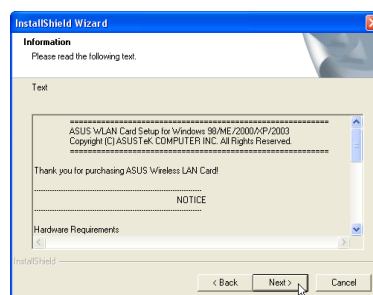 InstallShield Wizard
Information
Please read the following text.
Text
========================================================
ASUS WLAN Card Setup for Windows 98/ME/2000/XP/2003
Copyright (C) ASUSTeK COMPUTER INC. All Rights Reserved.
========================================================
Thank you for purchasing ASUS Wireless LAN Card!
--------------------------------------------------------
NOTICE
--------------------------------------------------------
Hardware Requirements
InstallShield
< Back Next > Cancel